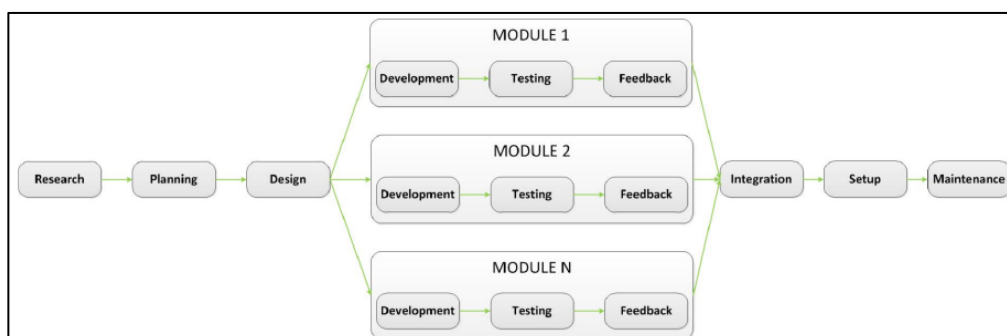 MODULE 1
Development Testing Feedback
MODULE 2
Research Planning Design Development Testing Feedback Integration Setup Maintenance
MODULE N
Development Testing Feedback